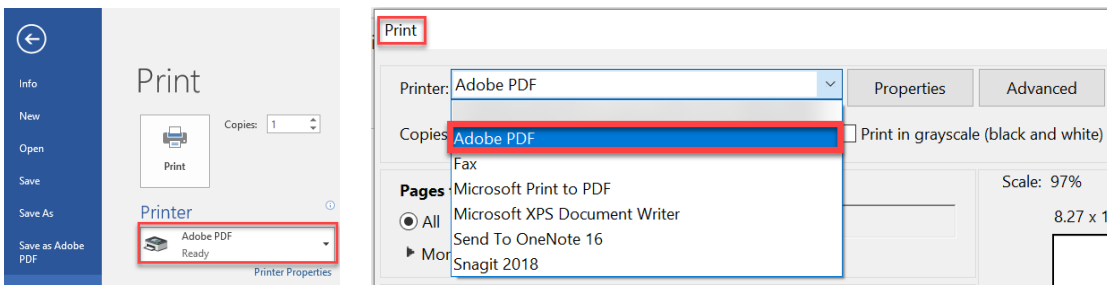 Info
New
Open
Save
Save As
Save as Adobe
PDF
Print
Copies: 1
Print
Printer
Adobe PDF
Ready
Printer Properties
Print
Printer: Adobe PDF
Properties
Advanced
Copies
Adobe PDF
Print in grayscale (black and white)
Fax
Microsoft Print to PDF
Microsoft XPS Document Writer
Send To OneNote 16
Snagit 2018
Pages
All
Mor
Scale: 97%
8.27 x 1